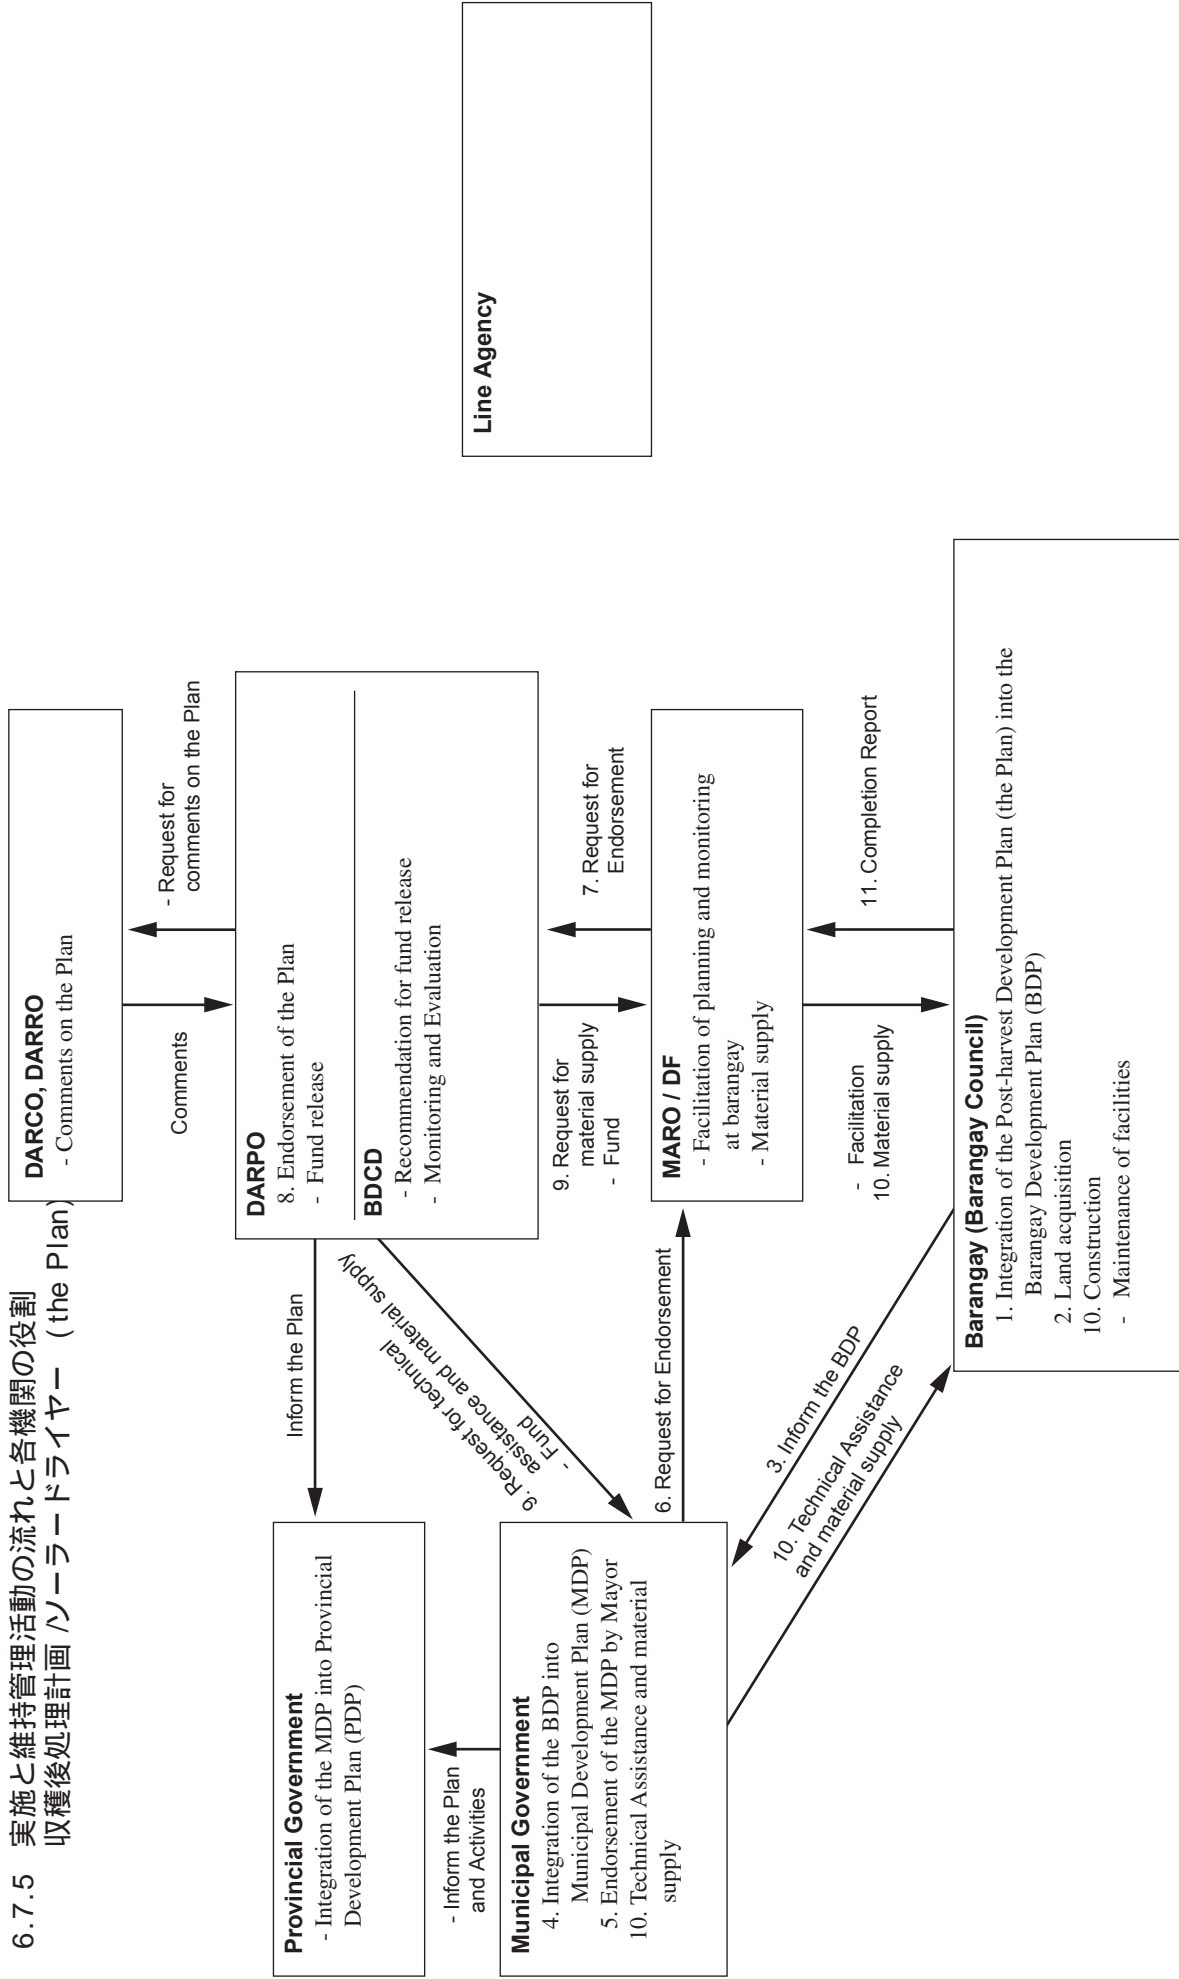 6.7.5 実施と維持管理活動の流れと各機関の役割
収穫後処理計画 /ソーラードライヤー (the Plan)
DARCO, DARRO
- Comments on the Plan
Comments
- Request for
comments on the Plan
DARPO
8. Endorsement of the Plan
- Fund release
BDCD
- Recommendation for fund release
- Monitoring and Evaluation
Inform the Plan
9. Request for technical
assistance and material supply
- Fund
Provincial Government
- Integration of the MDP into Provincial
Development Plan (PDP)
- Inform the Plan
and Activities
Municipal Government
4. Integration of the BDP into
Municipal Development Plan (MDP)
5. Endorsement of the MDP by Mayor
10. Technical Assistance and material
supply
9. Request for
material supply
- Fund
7. Request for
Endorsement
Line Agency
6. Request for Endorsement
MARO / DF
- Facilitation of planning and monitoring
at barangay
- Material supply
3. Inform the BDP
10. Technical Assistance
and material supply
- Facilitation
10. Material supply
11. Completion Report
Barangay (Barangay Council)
1. Integration of the Post-harvest Development Plan (the Plan) into the
Barangay Development Plan (BDP)
2. Land acquisition
10. Construction
- Maintenance of facilities